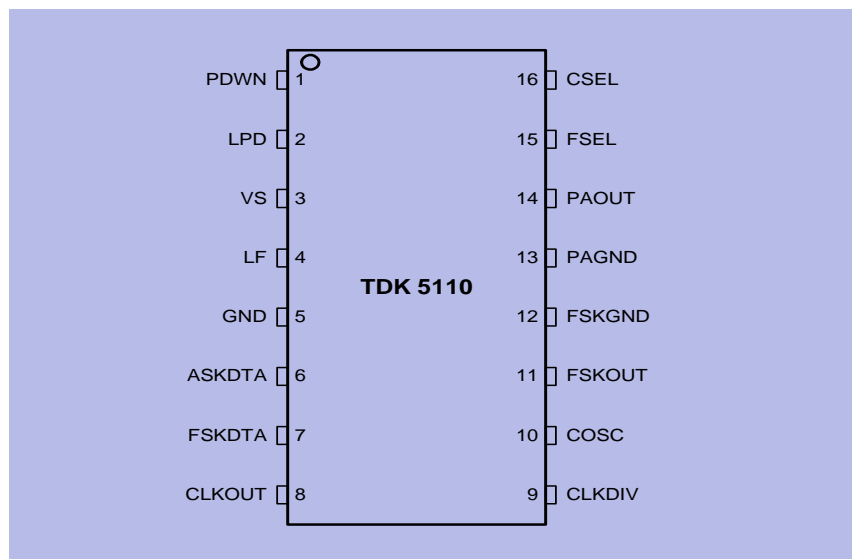 PDWN 1 16 CSEL
LPD 2 15 FSEL
VS 3 14 PAOUT
LF 4 13 PAGND
TDK 5110
GND 5 12 FSKGND
ASKDTA 6 11 FSKOUT
FSKDTA 7 10 COSC
CLKOUT 8 9 CLKDIV